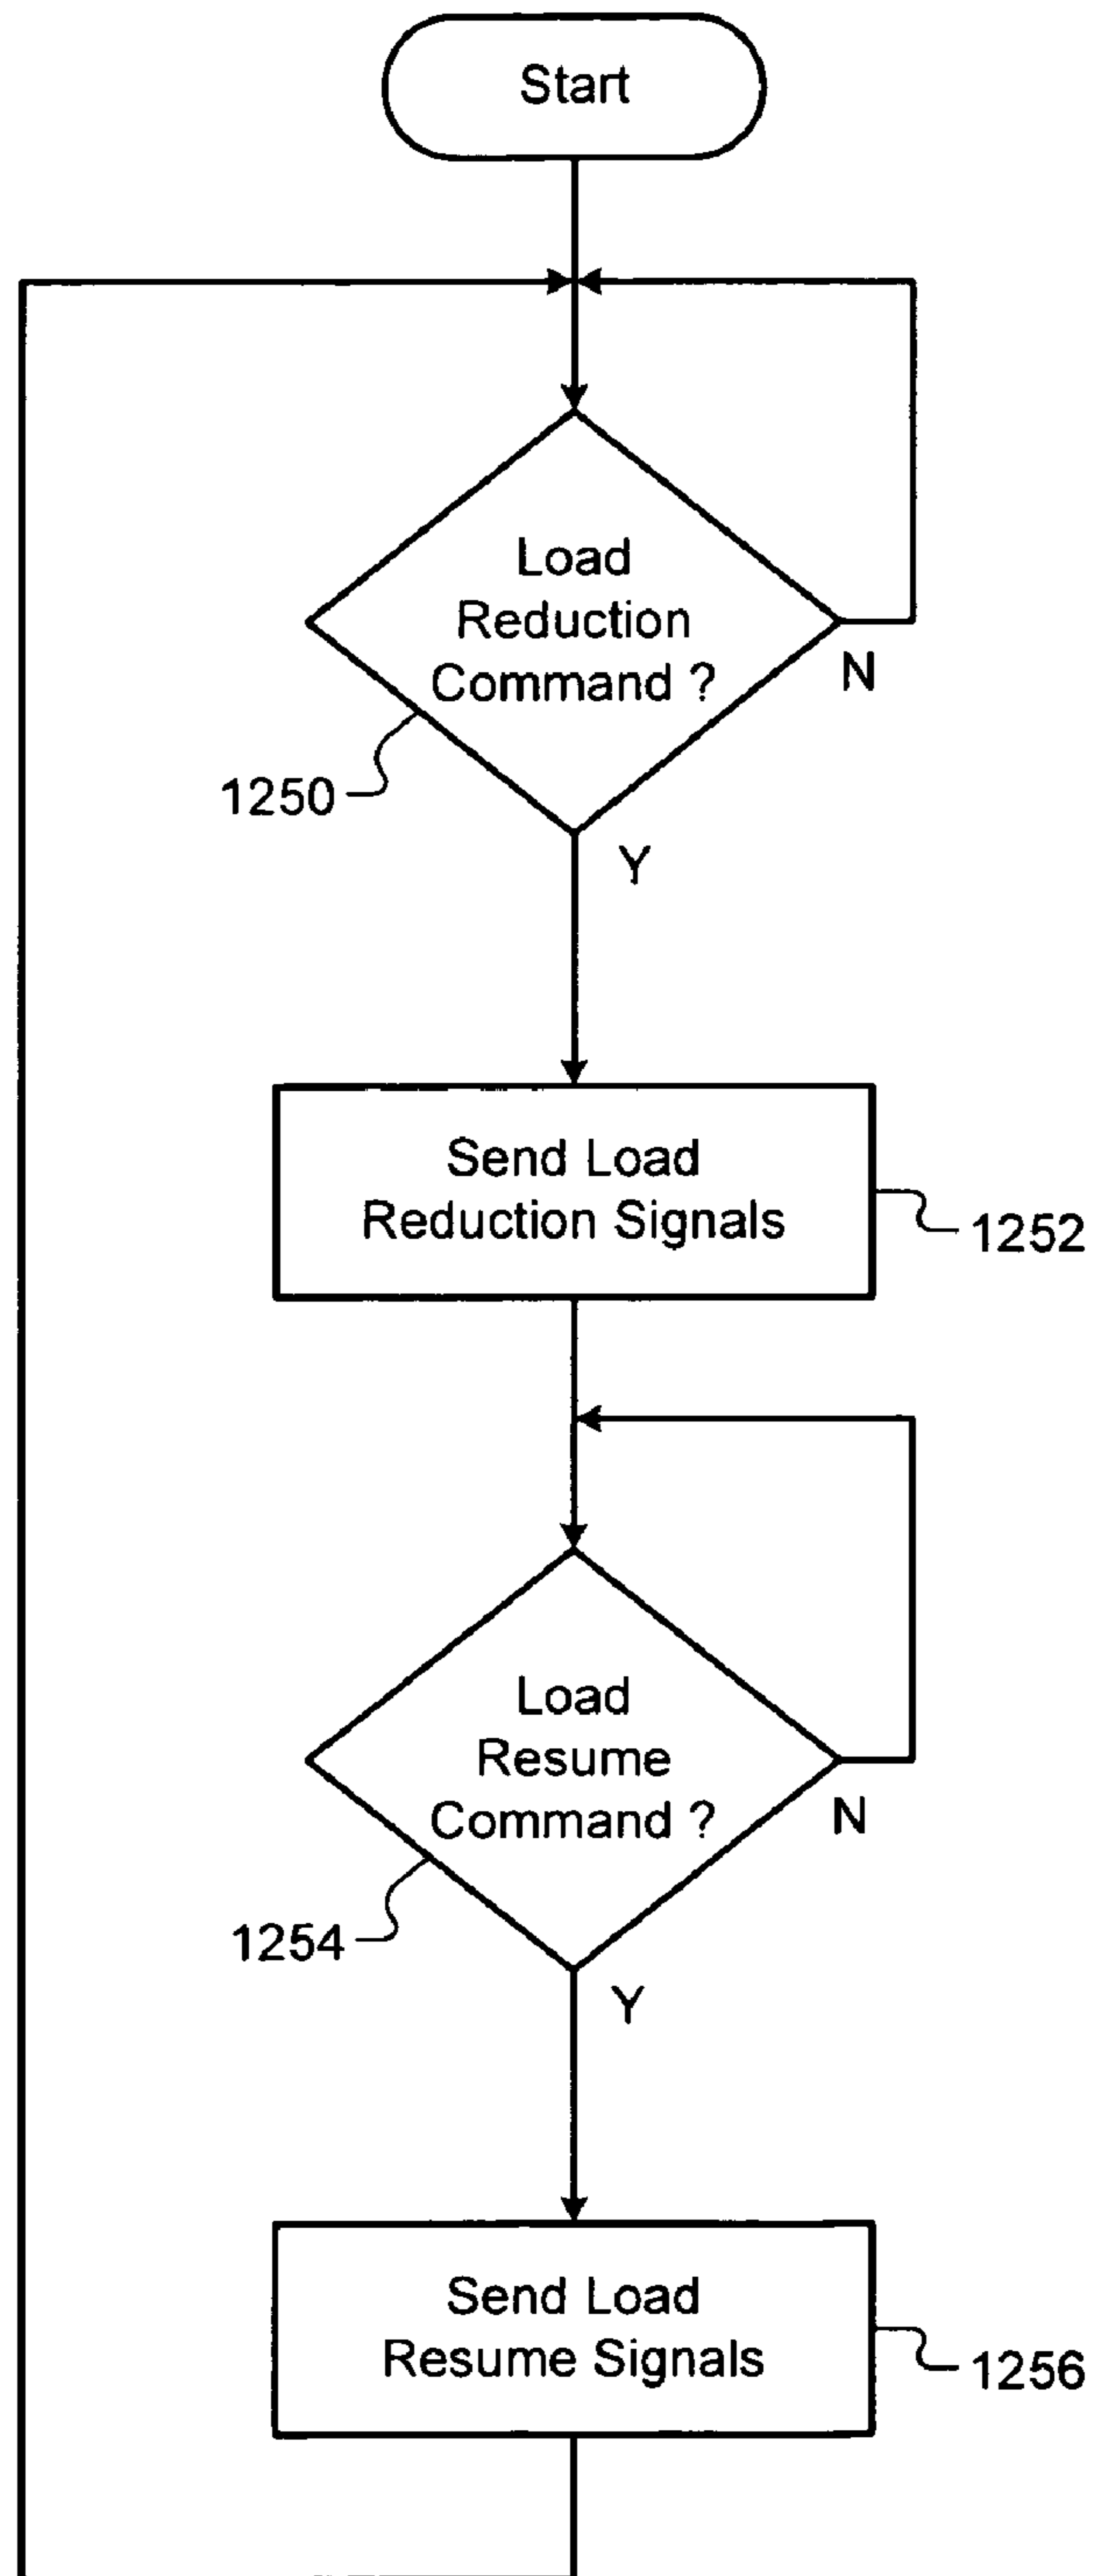 Start
Load
Reduction
Command ?
N
1250
Y
Send Load
Reduction Signals
1252
Load
Resume
Command ?
N
1254
Y
Send Load
Resume Signals
1256